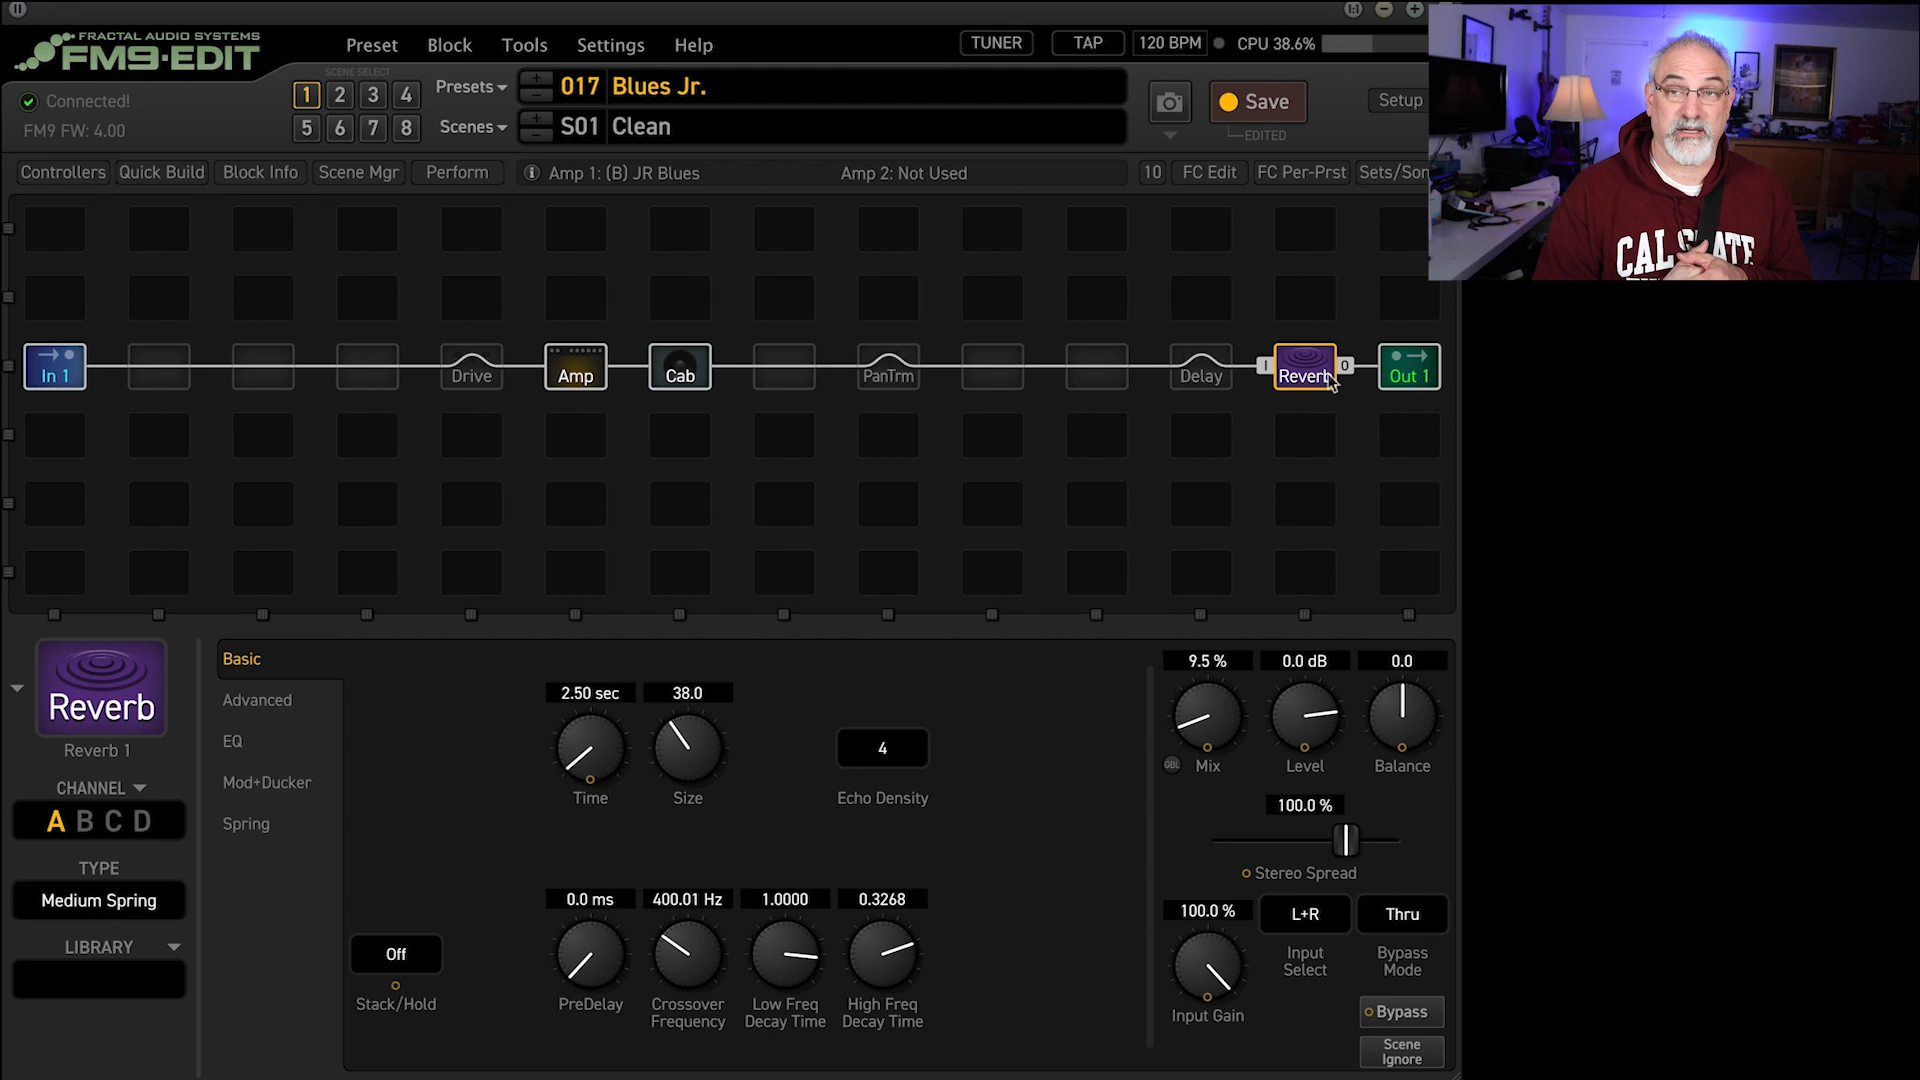 FRACTAL AUDIO SYSTEMS
FM9-EDIT
Preset Block Tools Settings Help
TUNER TAP 120 BPM CPU 38.6% 1:1
Connected!
FM9 FW: 4.00
SCENE SELECT
1 2 3 4
5 6 7 8
Presets 017 Blues Jr.
Scenes S01 Clean
Save
EDITED
Setup
Controllers Quick Build Block Info Scene Mgr Perform
Amp 1: (B) JR Blues Amp 2: Not Used
10 FC Edit FC Per-Prst Sets/Son
CAL STATE
In 1 Drive Amp Cab PanTrm Delay I Reverb O Out 1
Reverb
Reverb 1
CHANNEL
A B C D
TYPE
Medium Spring
LIBRARY
Basic
Advanced
EQ
Mod+Ducker
Spring
2.50 sec 38.0
4
Time Size Echo Density
Off
Stack/Hold
0.0 ms 400.01 Hz 1.0000 0.3268
PreDelay
Crossover
Frequency
Low Freq
Decay Time
High Freq
Decay Time
9.5 % 0.0 dB 0.0
GBL Mix Level Balance
100.0 %
Stereo Spread
100.0 % L+R Thru
Input Gain
Input
Select
Bypass
Mode
Bypass
Scene
Ignore